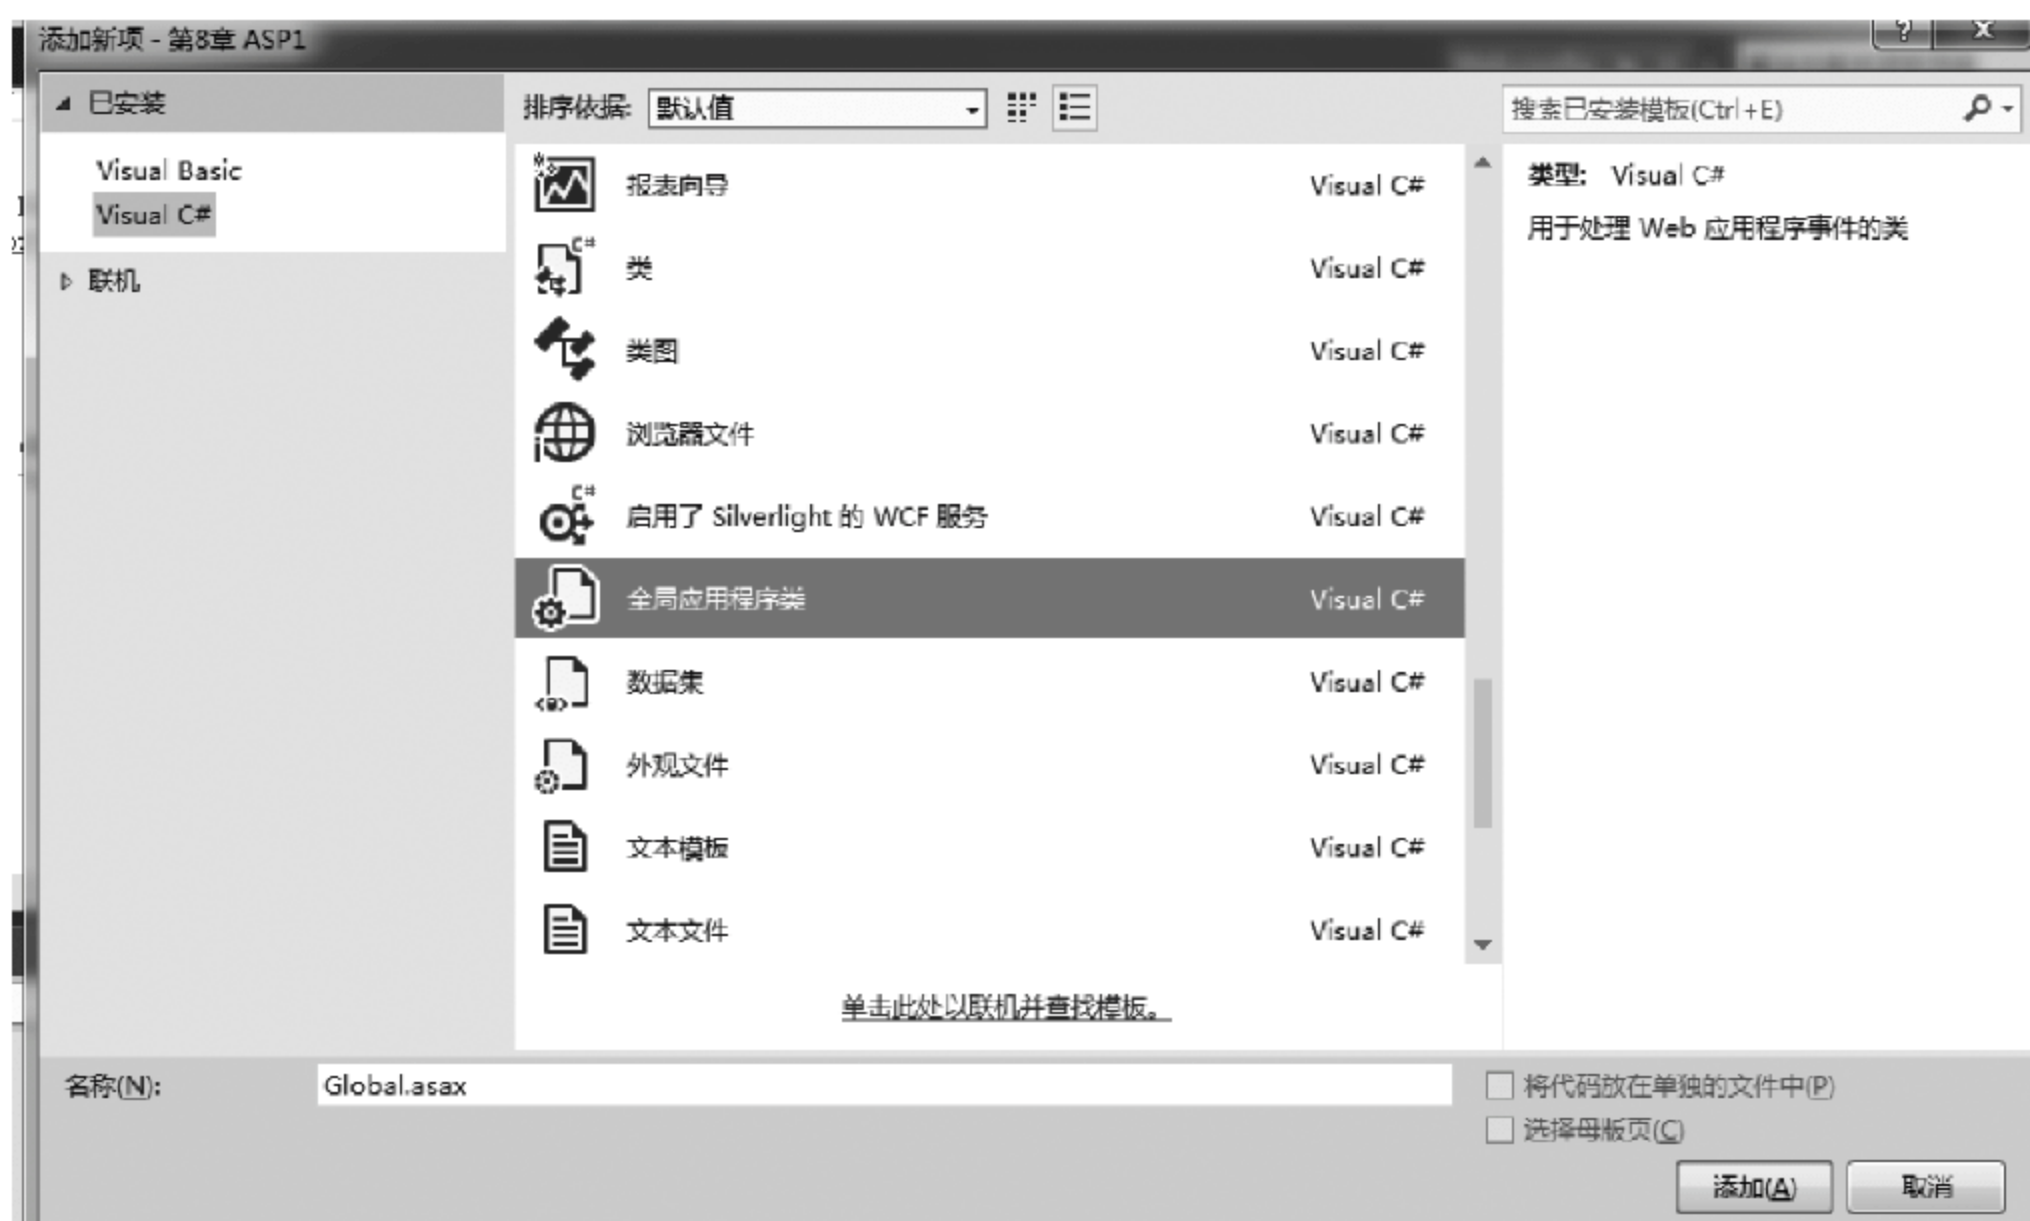 添加新项 - 第8章 ASP1
? x
已安装
Visual Basic
Visual C#
联机
排序依据: 默认值
报表向导 Visual C#
类 Visual C#
类图 Visual C#
浏览器文件 Visual C#
启用了 Silverlight 的 WCF 服务 Visual C#
全局应用程序类 Visual C#
数据集 Visual C#
外观文件 Visual C#
文本模板 Visual C#
文本文件 Visual C#
单击此处以联机并查找模板。
搜索已安装模板(Ctrl+E)
类型: Visual C#
用于处理 Web 应用程序事件的类
名称(N): Global.asax
将代码放在单独的文件中(P)
选择母版页(C)
添加(A) 取消